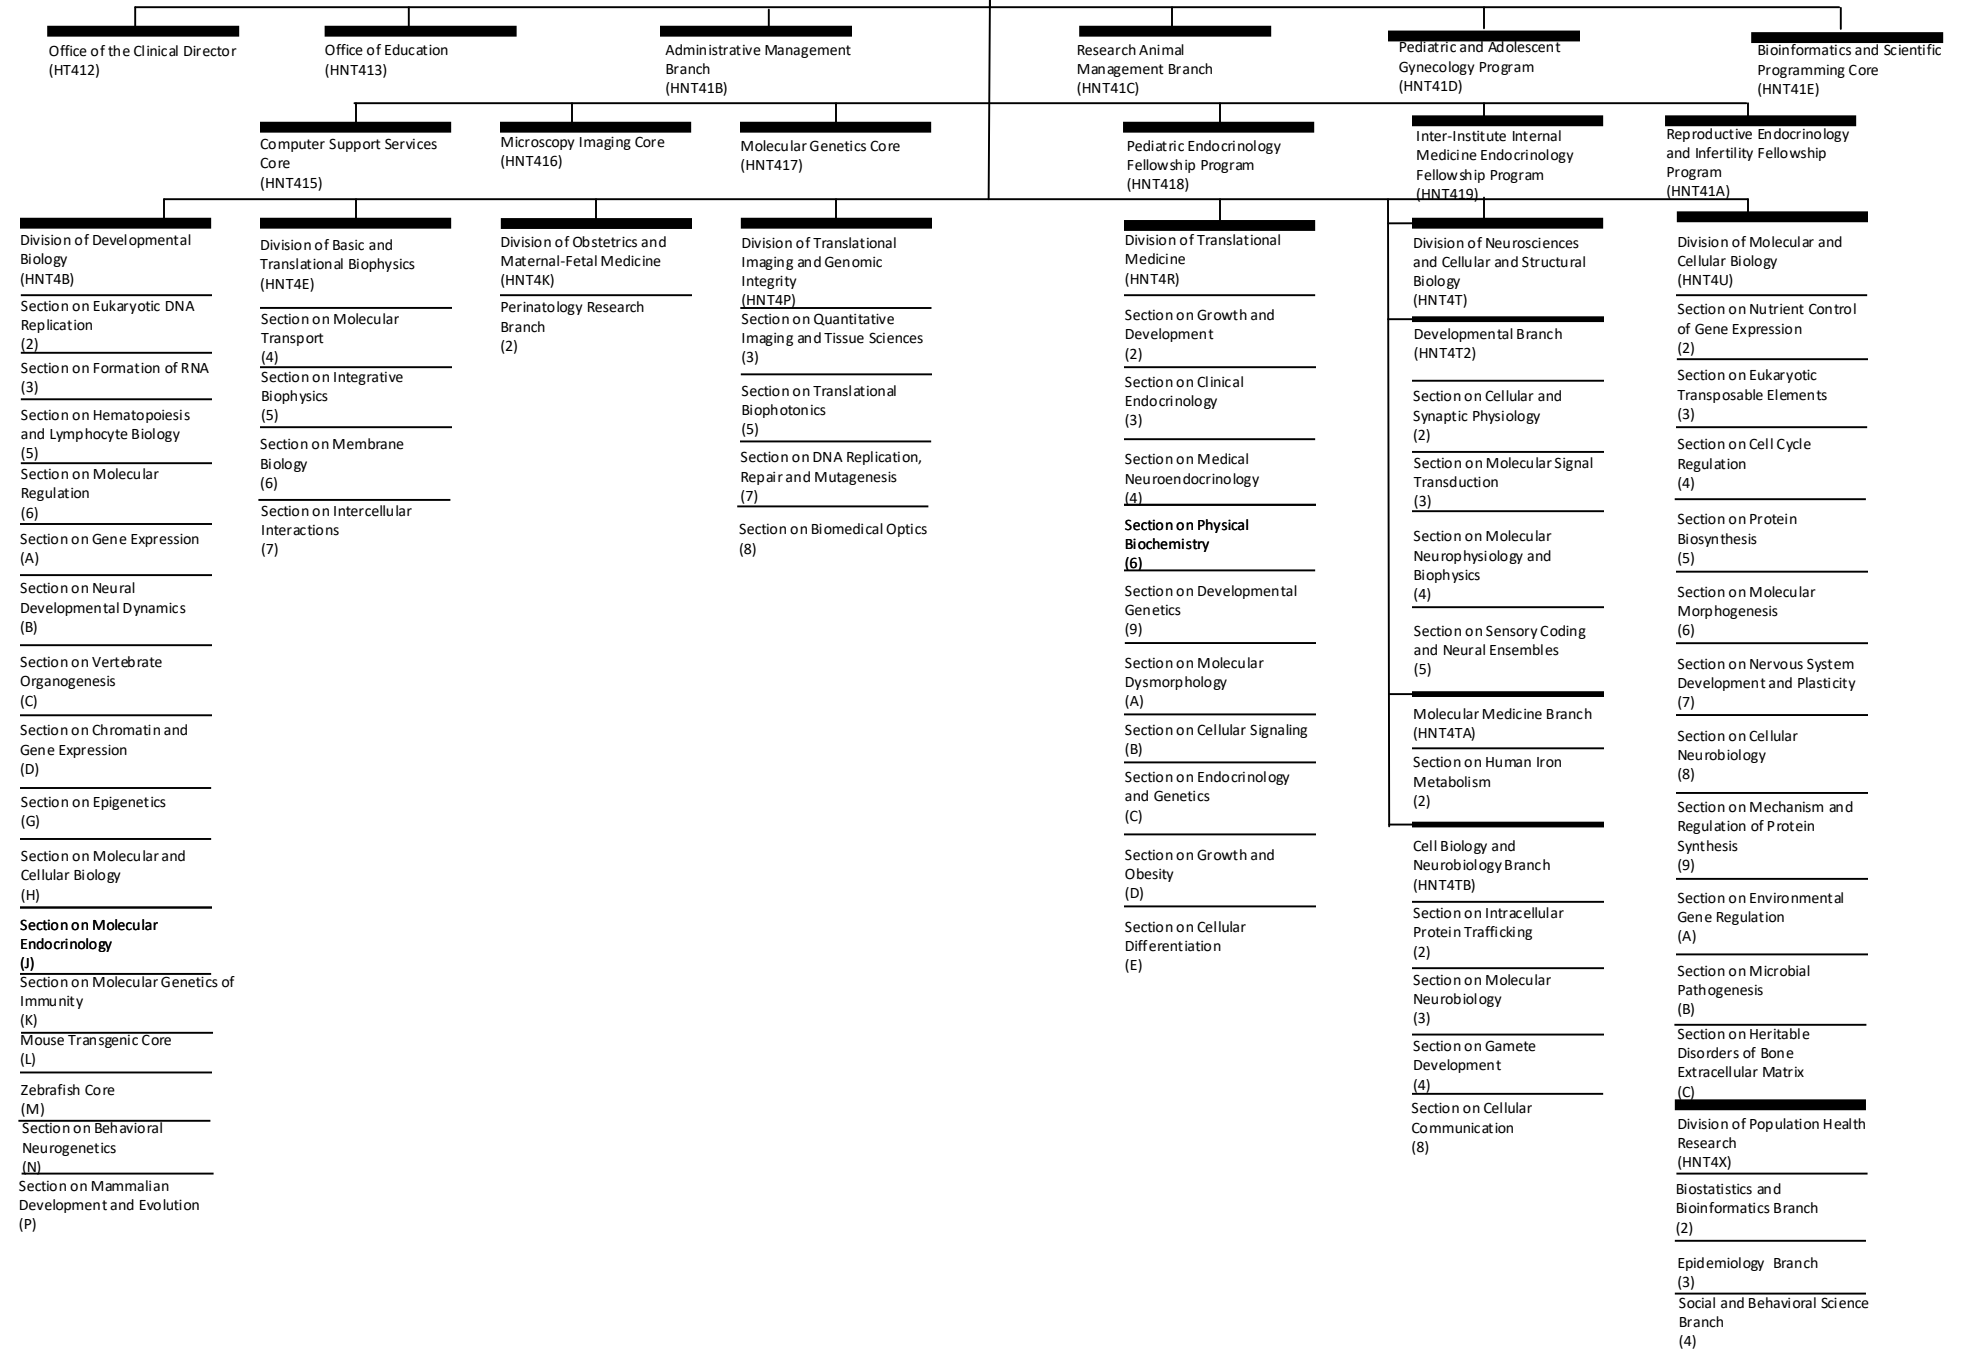 Office of the Clinical Director
(HT412)
Office of Education
(HNT413)
Administrative Management
Branch
(HNT41B)
Research Animal
Management Branch
(HNT41C)
Pediatric and Adolescent
Gynecology Program
(HNT41D)
Bioinformatics and Scientific
Programming Core
(HNT41E)
Computer Support Services
Core
(HNT415)
Microscopy Imaging Core
(HNT416)
Molecular Genetics Core
(HNT417)
Pediatric Endocrinology
Fellowship Program
(HNT418)
Inter-Institute Internal
Medicine Endocrinology
Fellowship Program
(HNT419)
Reproductive Endocrinology
and Infertility Fellowship
Program
(HNT41A)
Division of Developmental
Biology
(HNT4B)
Section on Eukaryotic DNA
Replication
(2)
Section on Formation of RNA
(3)
Section on Hematopoiesis
and Lymphocyte Biology
(5)
Section on Molecular
Regulation
(6)
Section on Gene Expression
(A)
Section on Neural
Developmental Dynamics
(B)
Section on Vertebrate
Organogenesis
(C)
Section on Chromatin and
Gene Expression
(D)
Section on Epigenetics
(G)
Section on Molecular and
Cellular Biology
(H)
Section on Molecular
Endocrinology
(J)
Section on Molecular Genetics of
Immunity
(K)
Mouse Transgenic Core
(L)
Zebrafish Core
(M)
Section on Behavioral
Neurogenetics
(N)
Section on Mammalian
Development and Evolution
(P)
Division of Basic and
Translational Biophysics
(HNT4E)
Section on Molecular
Transport
(4)
Section on Integrative
Biophysics
(5)
Section on Membrane
Biology
(6)
Section on Intercellular
Interactions
(7)
Division of Obstetrics and
Maternal-Fetal Medicine
(HNT4K)
Perinatology Research
Branch
(2)
Division of Translational
Imaging and Genomic
Integrity
(HNT4P)
Section on Quantitative
Imaging and Tissue Sciences
(3)
Section on Translational
Biophotonics
(5)
Section on DNA Replication,
Repair and Mutagenesis
(7)
Section on Biomedical Optics
(8)
Division of Translational
Medicine
(HNT4R)
Section on Growth and
Development
(2)
Section on Clinical
Endocrinology
(3)
Section on Medical
Neuroendocrinology
(4)
Section on Physical
Biochemistry
(6)
Section on Developmental
Genetics
(9)
Section on Molecular
Dysmorphology
(A)
Section on Cellular Signaling
(B)
Section on Endocrinology
and Genetics
(C)
Section on Growth and
Obesity
(D)
Section on Cellular
Differentiation
(E)
Division of Neurosciences
and Cellular and Structural
Biology
(HNT4T)
Developmental Branch
(HNT4T2)
Section on Cellular and
Synaptic Physiology
(2)
Section on Molecular Signal
Transduction
(3)
Section on Molecular
Neurophysiology and
Biophysics
(4)
Section on Sensory Coding
and Neural Ensembles
(5)
Molecular Medicine Branch
(HNT4TA)
Section on Human Iron
Metabolism
(2)
Cell Biology and
Neurobiology Branch
(HNT4TB)
Section on Intracellular
Protein Trafficking
(2)
Section on Molecular
Neurobiology
(3)
Section on Gamete
Development
(4)
Section on Cellular
Communication
(8)
Division of Molecular and
Cellular Biology
(HNT4U)
Section on Nutrient Control
of Gene Expression
(2)
Section on Eukaryotic
Transposable Elements
(3)
Section on Cell Cycle
Regulation
(4)
Section on Protein
Biosynthesis
(5)
Section on Molecular
Morphogenesis
(6)
Section on Nervous System
Development and Plasticity
(7)
Section on Cellular
Neurobiology
(8)
Section on Mechanism and
Regulation of Protein
Synthesis
(9)
Section on Environmental
Gene Regulation
(A)
Section on Microbial
Pathogenesis
(B)
Section on Heritable
Disorders of Bone
Extracellular Matrix
(C)
Division of Population Health
Research
(HNT4X)
Biostatistics and
Bioinformatics Branch
(2)
Epidemiology Branch
(3)
Social and Behavioral Science
Branch
(4)